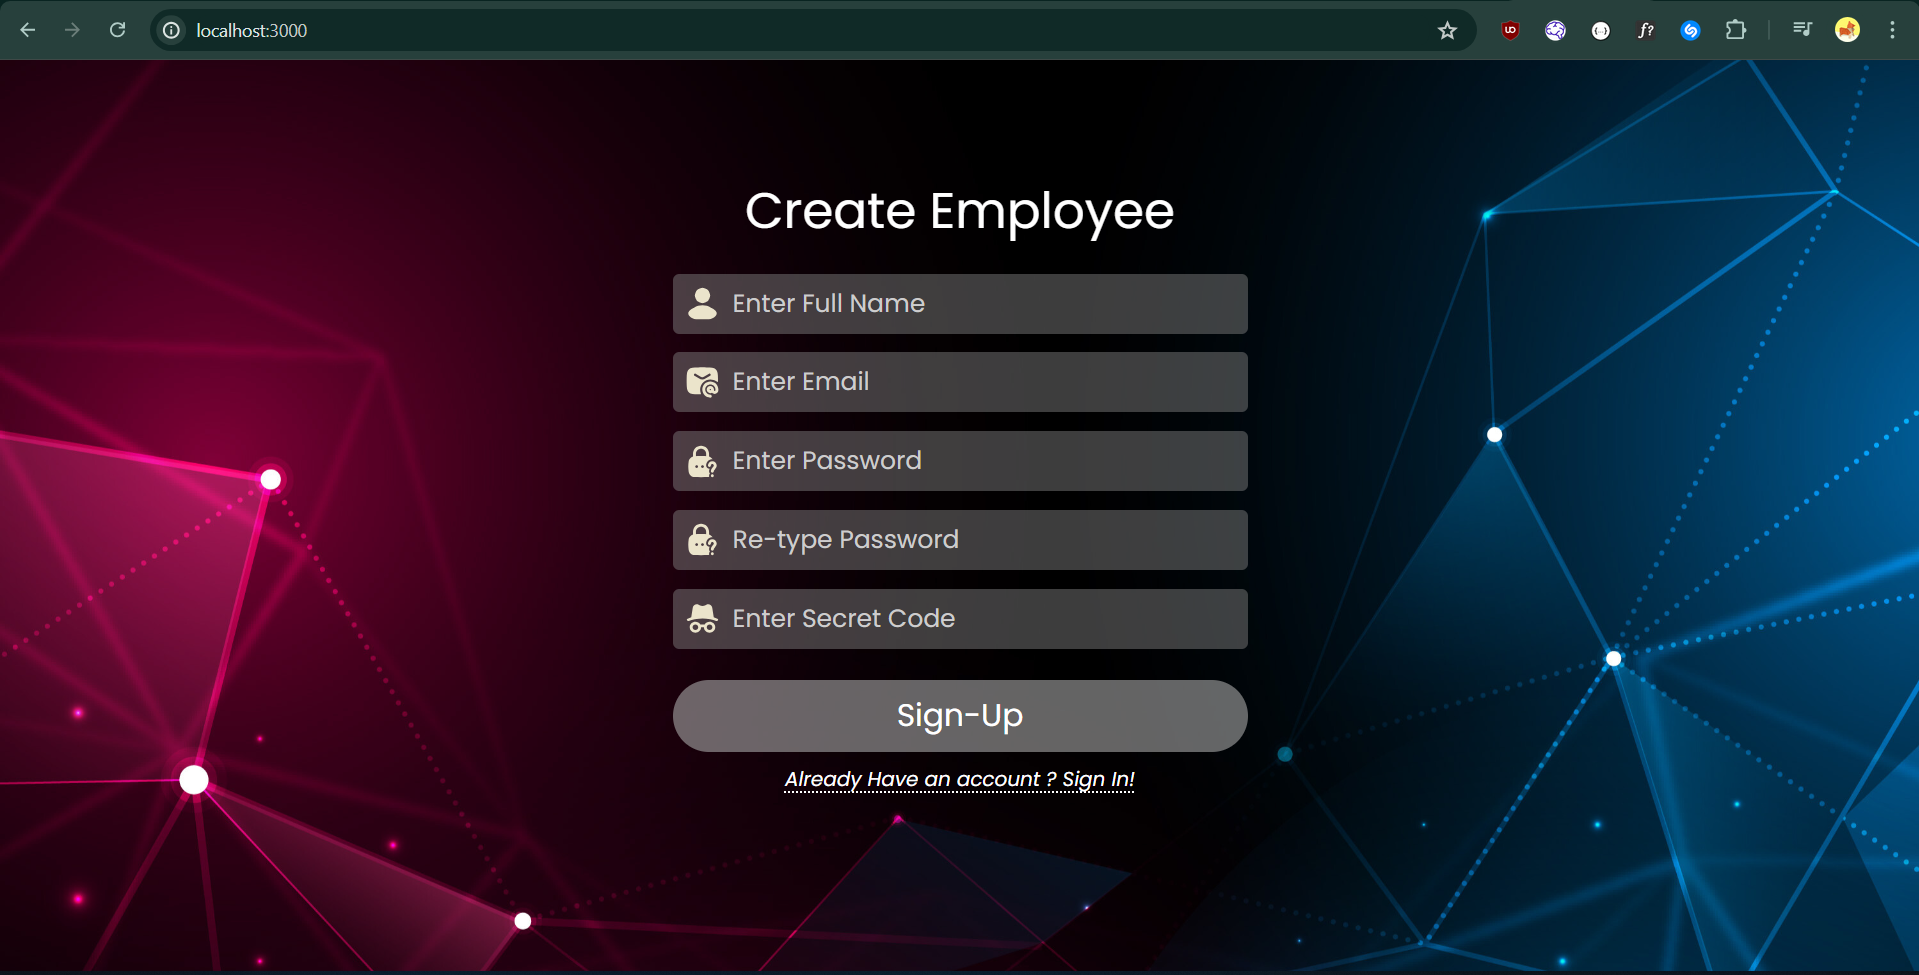 localhost:3000
Create Employee
Enter Full Name
Enter Email
Enter Password
Re-type Password
Enter Secret Code
Sign-Up
Already Have an account ? Sign In!